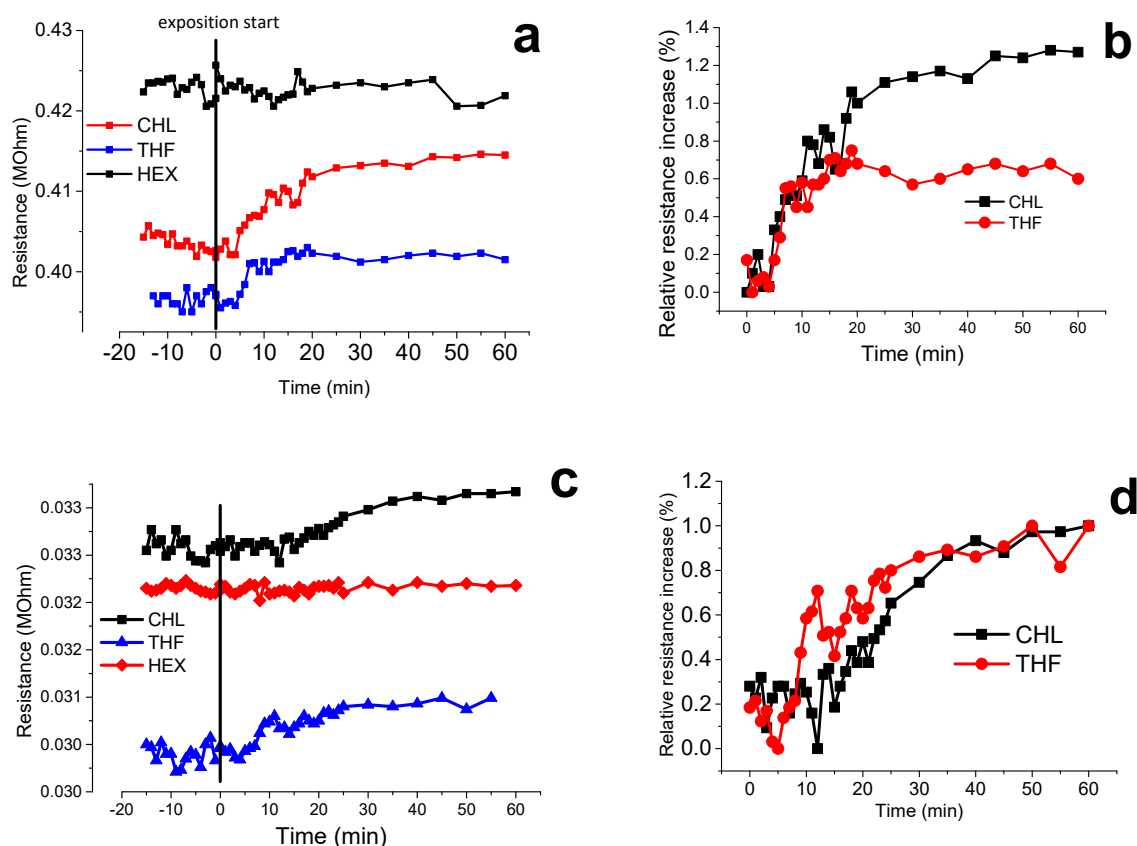 exposition start
a
0.43
0.42
0.41
0.40
Resistance (MOhm)
CHL
THF
HEX
-20 -10 0 10 20 30 40 50 60
Time (min)
b
1.4
1.2
1.0
0.8
0.6
0.4
0.2
0.0
Relative resistance increase (%)
CHL
THF
0 10 20 30 40 50 60
Time (min)
c
0.033
0.033
0.032
0.032
0.031
0.030
0.030
Resistance (MOhm)
CHL
THF
HEX
-20 -10 0 10 20 30 40 50 60
Time (min)
d
1.2
1.0
0.8
0.6
0.4
0.2
0.0
Relative resistance increase (%)
CHL
THF
0 10 20 30 40 50 60
Time (min)